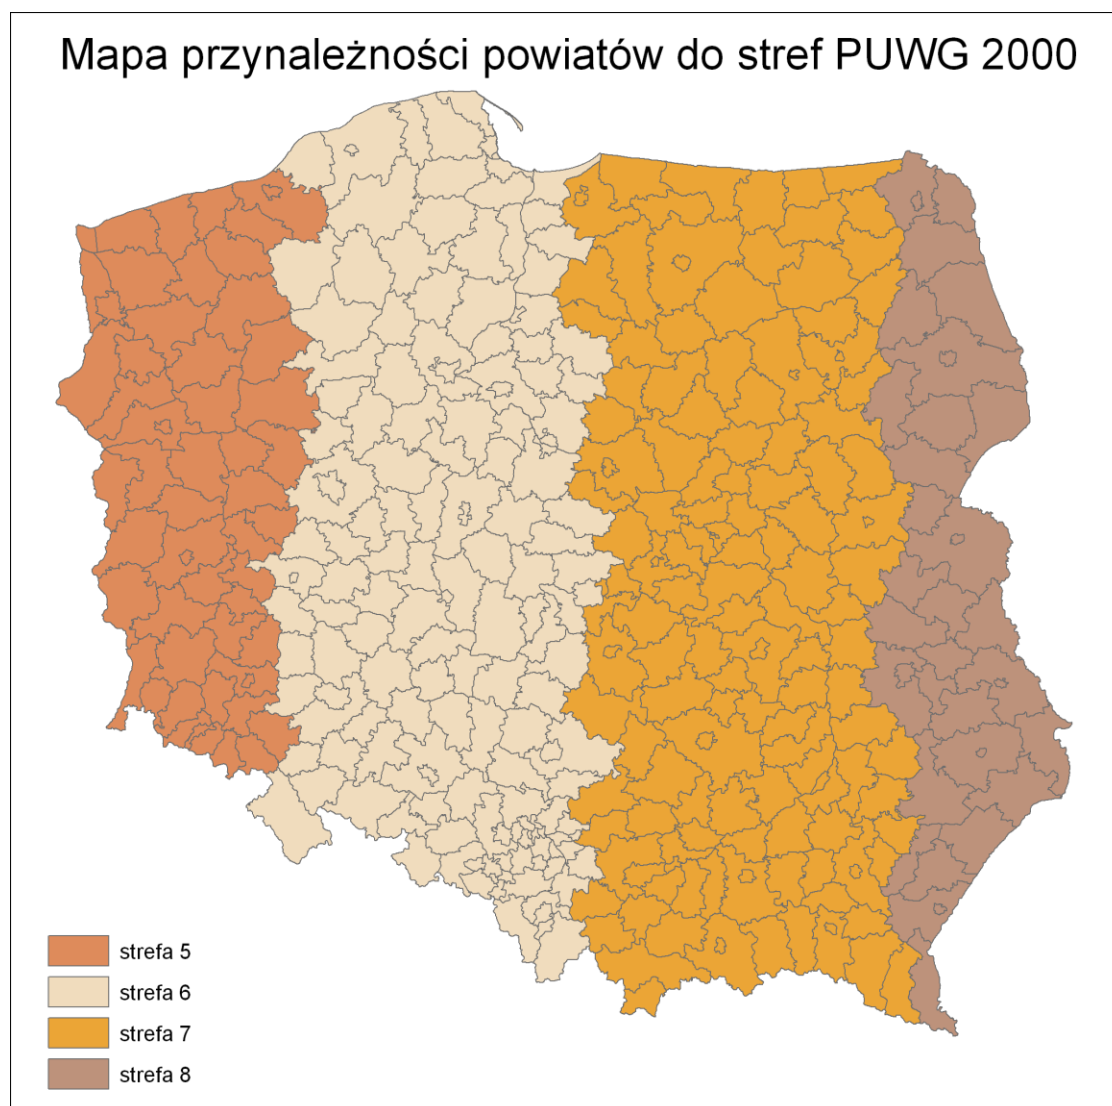 Mapa przynależności powiatów do stref PUWG 2000
strefa 5
strefa 6
strefa 7
strefa 8